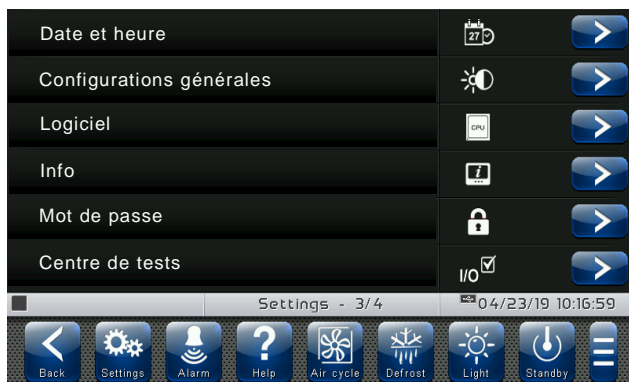 Date et heure
27
Configurations générales
Logiciel
CPU
Info
i
Mot de passe
Centre de tests
I/O
Settings - 3/4
04/23/19 10:16:59
Back
Settings
Alarm
Help
Air cycle
Defrost
Light
Standby